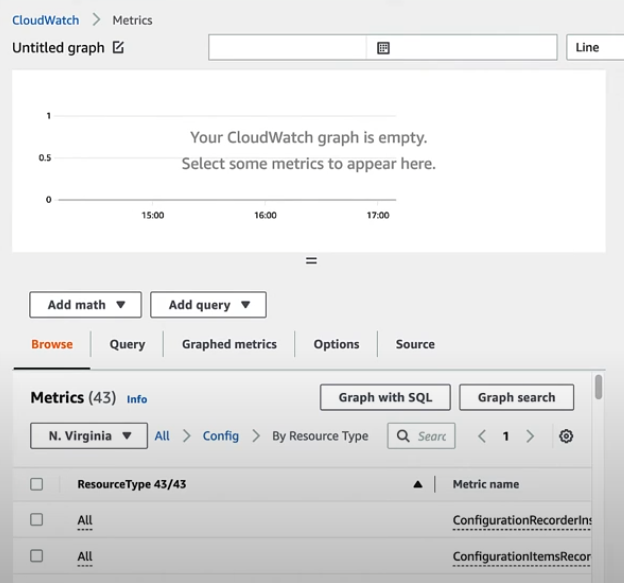 CloudWatch > Metrics
Untitled graph
Line
1
Your CloudWatch graph is empty.
0.5
Select some metrics to appear here.
0
15:00 16:00 17:00
=
Add math ▼ Add query ▼
Browse Query Graphed metrics Options Source
Metrics (43) Info Graph with SQL Graph search
N. Virginia ▼ All > Config > By Resource Type Searc < 1 >
ResourceType 43/43 ▲ Metric name
All ConfigurationRecorderIns
All ConfigurationItemsRecor